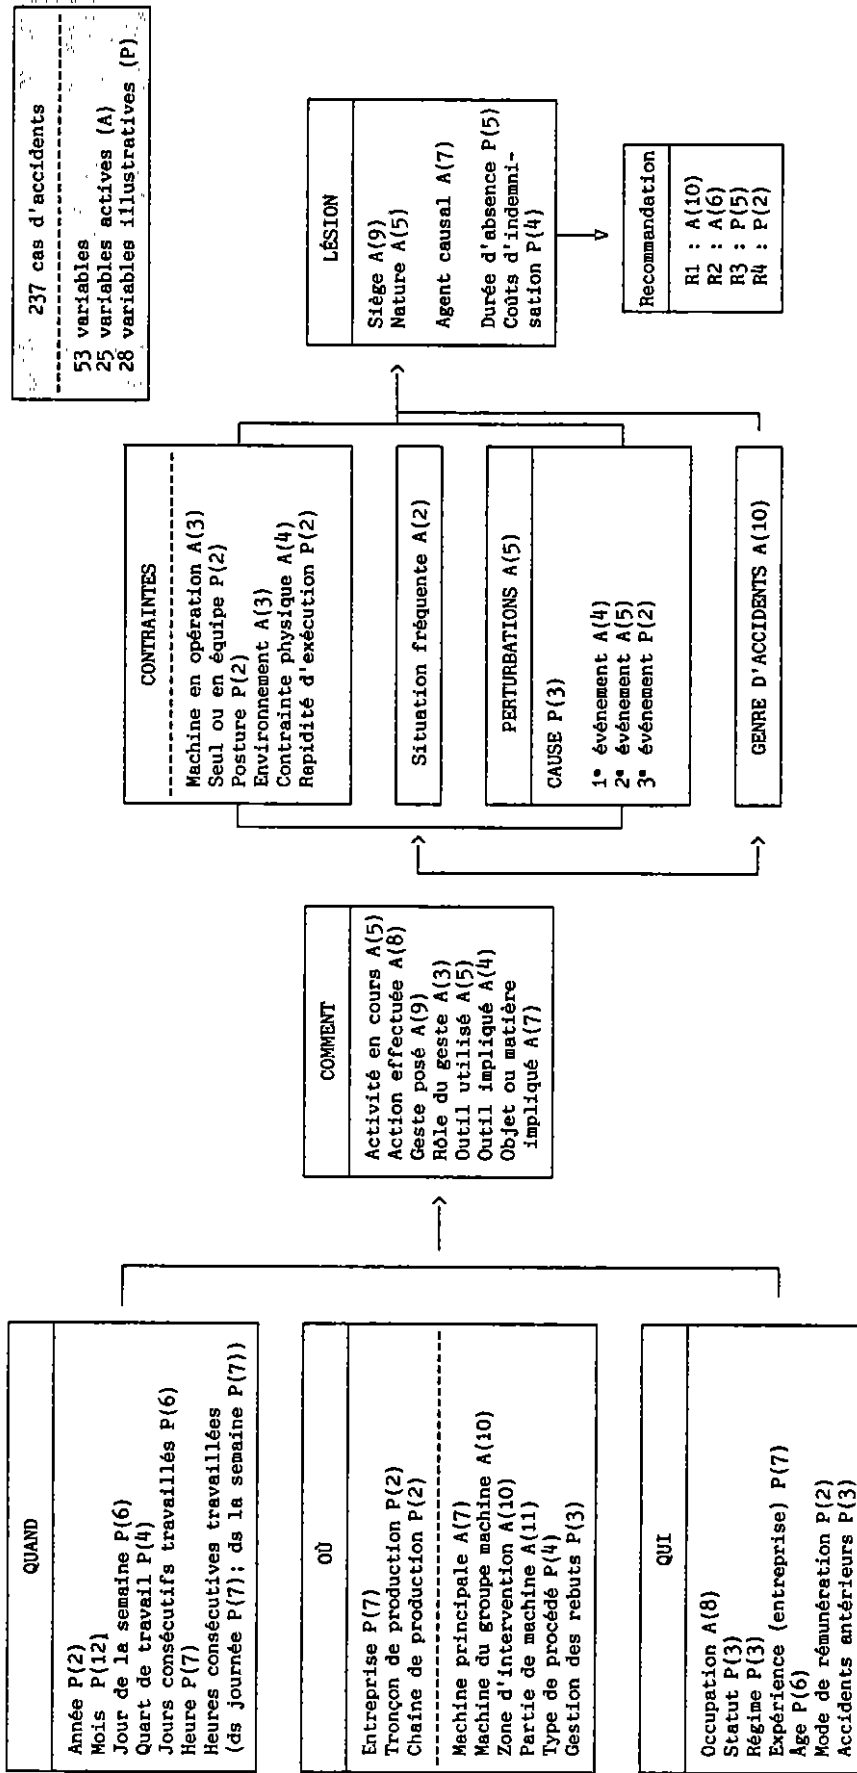 237 cas d'accidents
53 variables
25 variables actives (A)
28 variables illustratives (P)
QUAND
Année P(2)
Mois P(12)
Jour de la semaine P(6)
Quart de travail P(4)
Jours consécutifs travaillés P(6)
Heure P(7)
Heures consécutives travaillées
(ds journée P(7); ds la semaine P(7))
OÙ
Entreprise P(7)
Tronçon de production P(2)
Chaine de production P(2)
Machine principale A(7)
Machine du groupe machine A(10)
Zone d'intervention A(10)
Partie de machine A(11)
Type de procédé P(4)
Gestion des rebuts P(3)
QUI
Occupation A(8)
Statut P(3)
Régime P(3)
Expérience (entreprise) P(7)
Âge P(6)
Mode de rémunération P(2)
Accidents antérieurs P(3)
COMMENT
Activité en cours A(5)
Action effectuée A(8)
Geste posé A(9)
Rôle du geste A(3)
Outil utilisé A(5)
Outil impliqué A(4)
Objet ou matière
impliqué A(7)
CONTRAINTES
Machine en opération A(3)
Seul ou en équipe P(2)
Posture P(2)
Environnement A(3)
Contrainte physique A(4)
Rapidité d'exécution P(2)
Situation fréquente A(2)
PERTURBATIONS A(5)
CAUSE P(3)
1° événement A(4)
2° événement A(5)
3° événement P(2)
GENRE D'ACCIDENTS A(10)
LÉSION
Siège A(9)
Nature A(5)
Agent causal A(7)
Durée d'absence P(5)
Coûts d'indemni-
sation P(4)
Recommandation
R1 : A(10)
R2 : A(6)
R3 : P(5)
R4 : P(2)